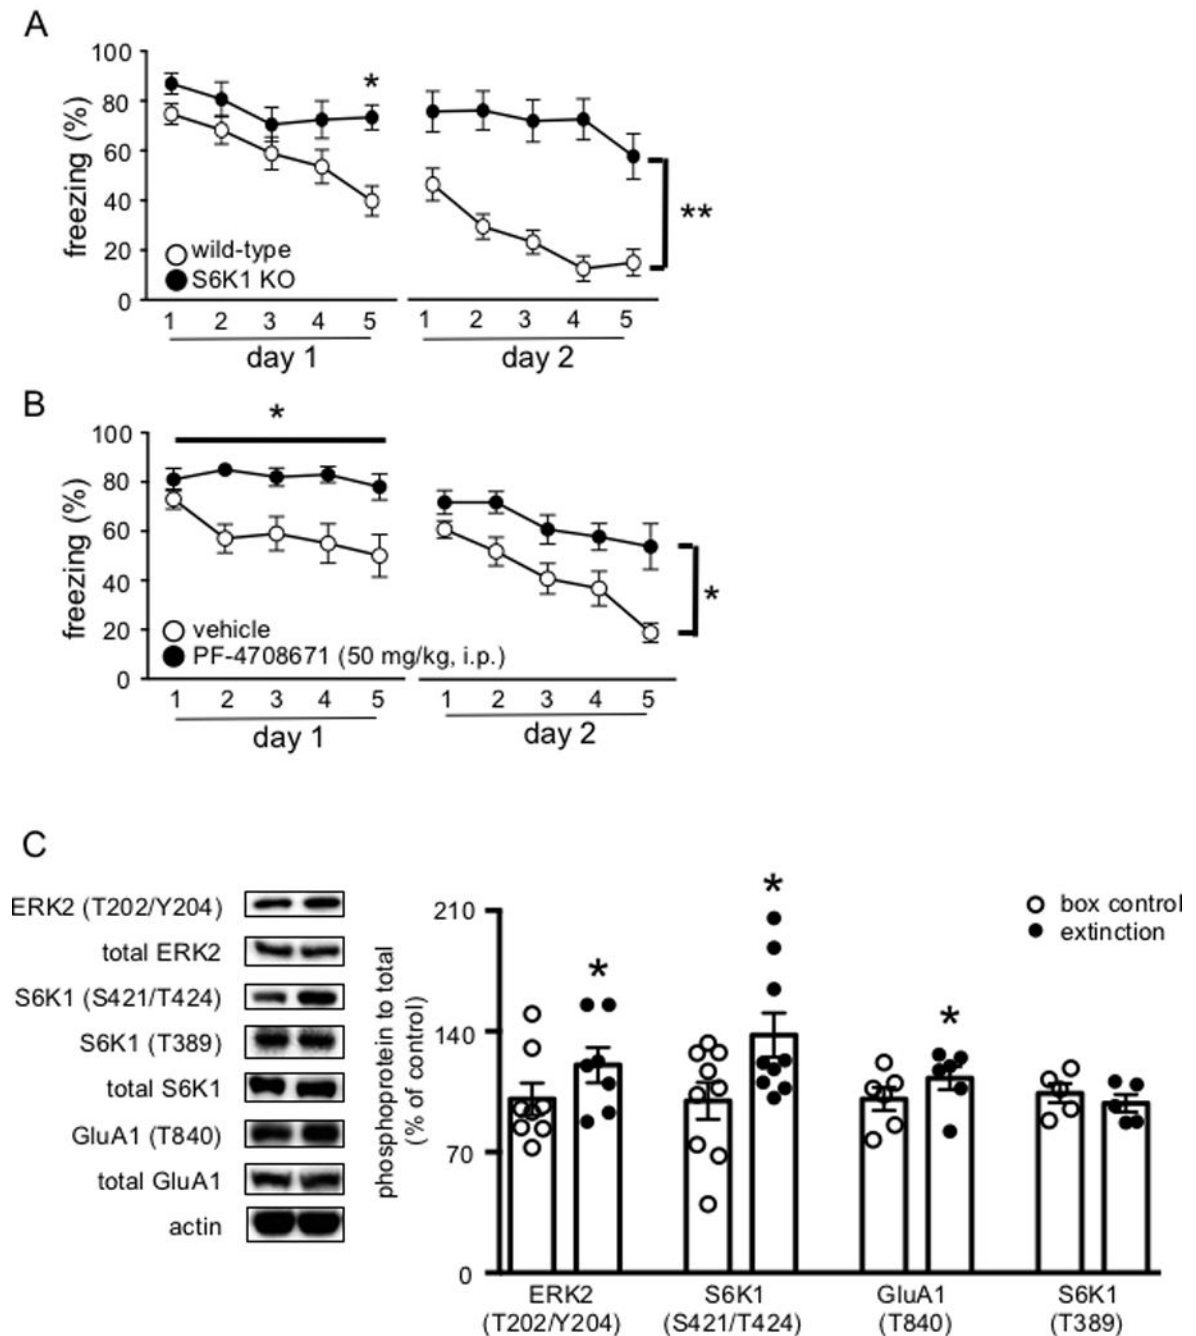 A
100
80
60
40
20
0
freezing (%)
*
**
wild-type
S6K1 KO
1 2 3 4 5 1 2 3 4 5
day 1 day 2
B
*
100
80
60
40
20
0
freezing (%)
*
vehicle
PF-4708671 (50 mg/kg, i.p.)
1 2 3 4 5 1 2 3 4 5
day 1 day 2
C
ERK2 (T202/Y204)
total ERK2
S6K1 (S421/T424)
S6K1 (T389)
total S6K1
GluA1 (T840)
total GluA1
actin
phosphoprotein to total
(% of control)
210
140
70
0
*
*
*
box control
extinction
ERK2 S6K1 GluA1 S6K1
(T202/Y204) (S421/T424) (T840) (T389)